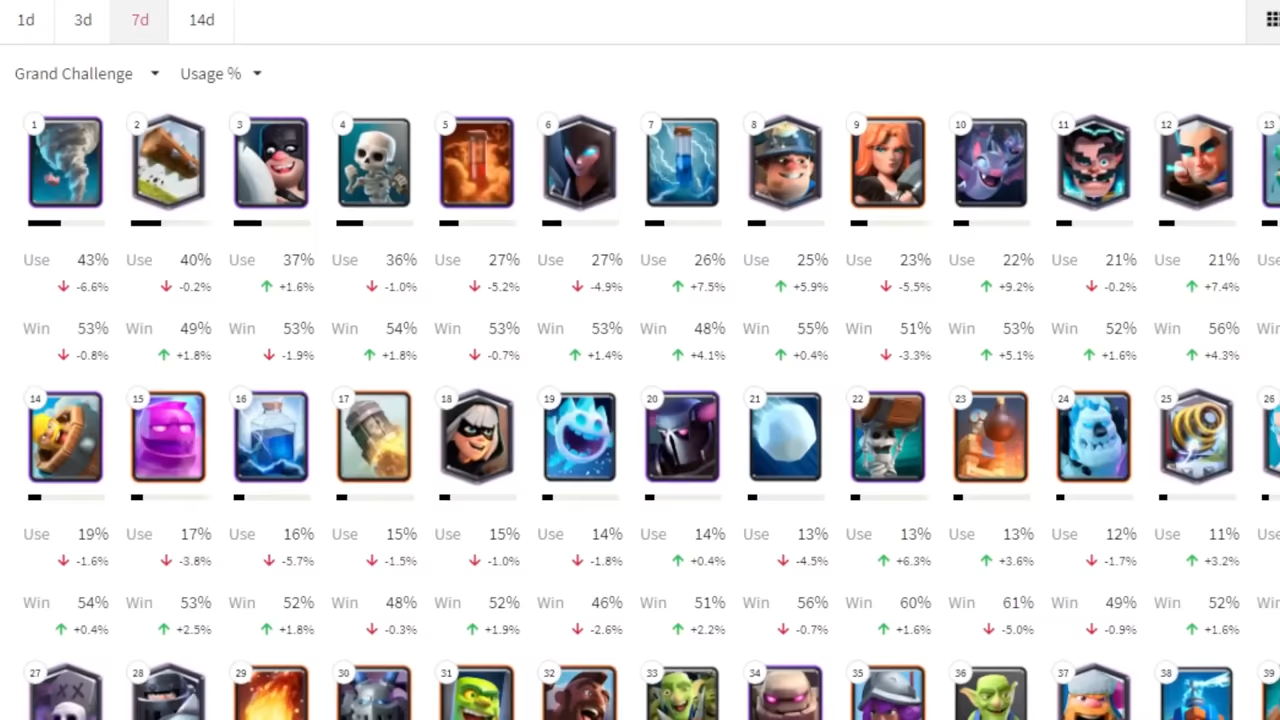 1d 3d 7d 14d
Grand Challenge Usage %
1 2 3 4 5 6 7 8 9 10 11 12 13
Use 43% Use 40% Use 37% Use 36% Use 27% Use 27% Use 26% Use 25% Use 23% Use 22% Use 21% Use 21% Use
-6.6% -0.2% +1.6% -1.0% -5.2% -4.9% +7.5% +5.9% -5.5% +9.2% -0.2% +7.4%
Win 53% Win 49% Win 53% Win 54% Win 53% Win 53% Win 48% Win 55% Win 51% Win 53% Win 52% Win 56% Win
-0.8% +1.8% -1.9% +1.8% -0.7% +1.4% +4.1% +0.4% -3.3% +5.1% +1.6% +4.3%
14 15 16 17 18 19 20 21 22 23 24 25 26
Use 19% Use 17% Use 16% Use 15% Use 15% Use 14% Use 14% Use 13% Use 13% Use 13% Use 12% Use 11% Use
-1.6% -3.8% -5.7% -1.5% -1.0% -1.8% +0.4% -4.5% +6.3% +3.6% -1.7% +3.2%
Win 54% Win 53% Win 52% Win 48% Win 52% Win 46% Win 51% Win 56% Win 60% Win 61% Win 49% Win 52% Win
+0.4% +2.5% +1.8% -0.3% +1.9% -2.6% +2.2% -0.7% +1.6% -5.0% -0.9% +1.6%
27 28 29 30 31 32 33 34 35 36 37 38 39